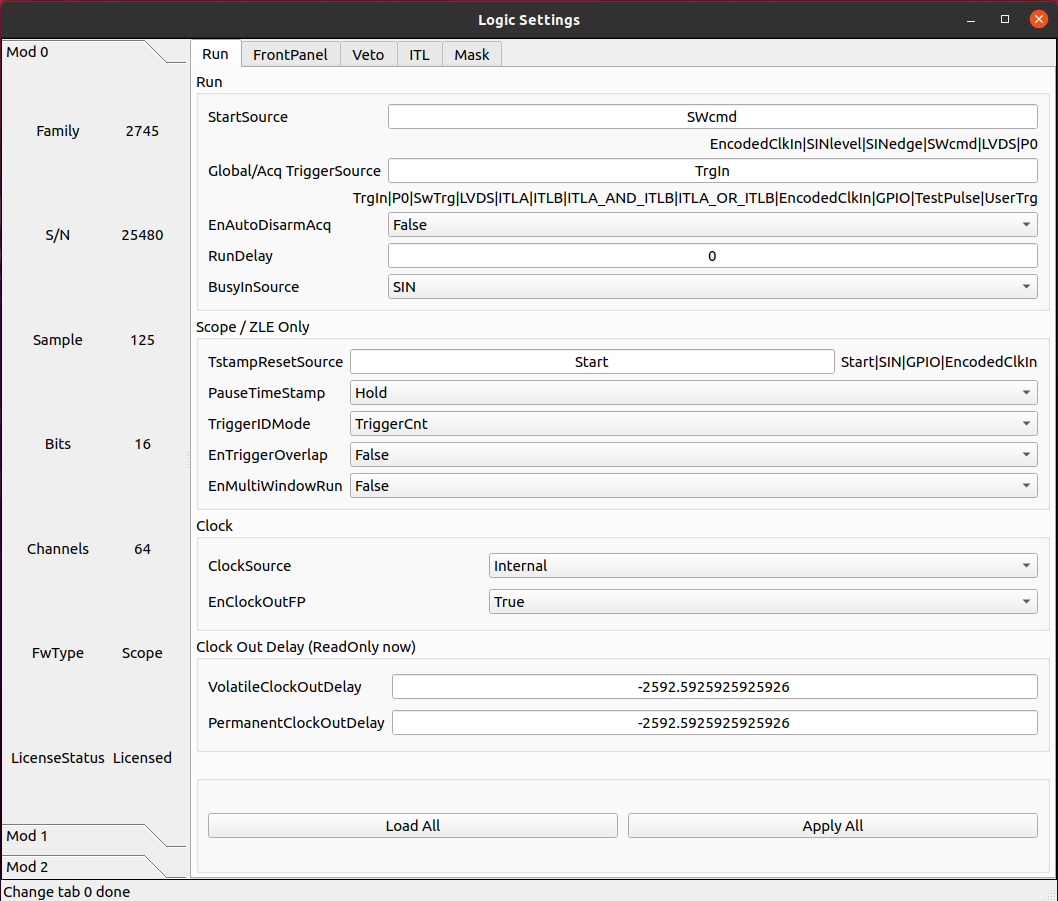 Logic Settings
Mod 0
Family 2745
S/N 25480
Sample 125
Bits 16
Channels 64
FwType Scope
LicenseStatus Licensed
Mod 1
Mod 2
Run FrontPanel Veto ITL Mask
Run
StartSource SWcmd
EncodedClkIn|SINlevel|SINedge|SWcmd|LVDS|P0
Global/Acq TriggerSource TrgIn
TrgIn|P0|SwTrg|LVDS|ITLA|ITLB|ITLA_AND_ITLB|ITLA_OR_ITLB|EncodedClkIn|GPIO|TestPulse|UserTrg
EnAutoDisarmAcq False
RunDelay 0
BusyInSource SIN
Scope / ZLE Only
TstampResetSource Start Start|SIN|GPIO|EncodedClkIn
PauseTimeStamp Hold
TriggerIDMode TriggerCnt
EnTriggerOverlap False
EnMultiWindowRun False
Clock
ClockSource Internal
EnClockOutFP True
Clock Out Delay (ReadOnly now)
VolatileClockOutDelay -2592.5925925925926
PermanentClockOutDelay -2592.5925925925926
Load All Apply All
Change tab 0 done